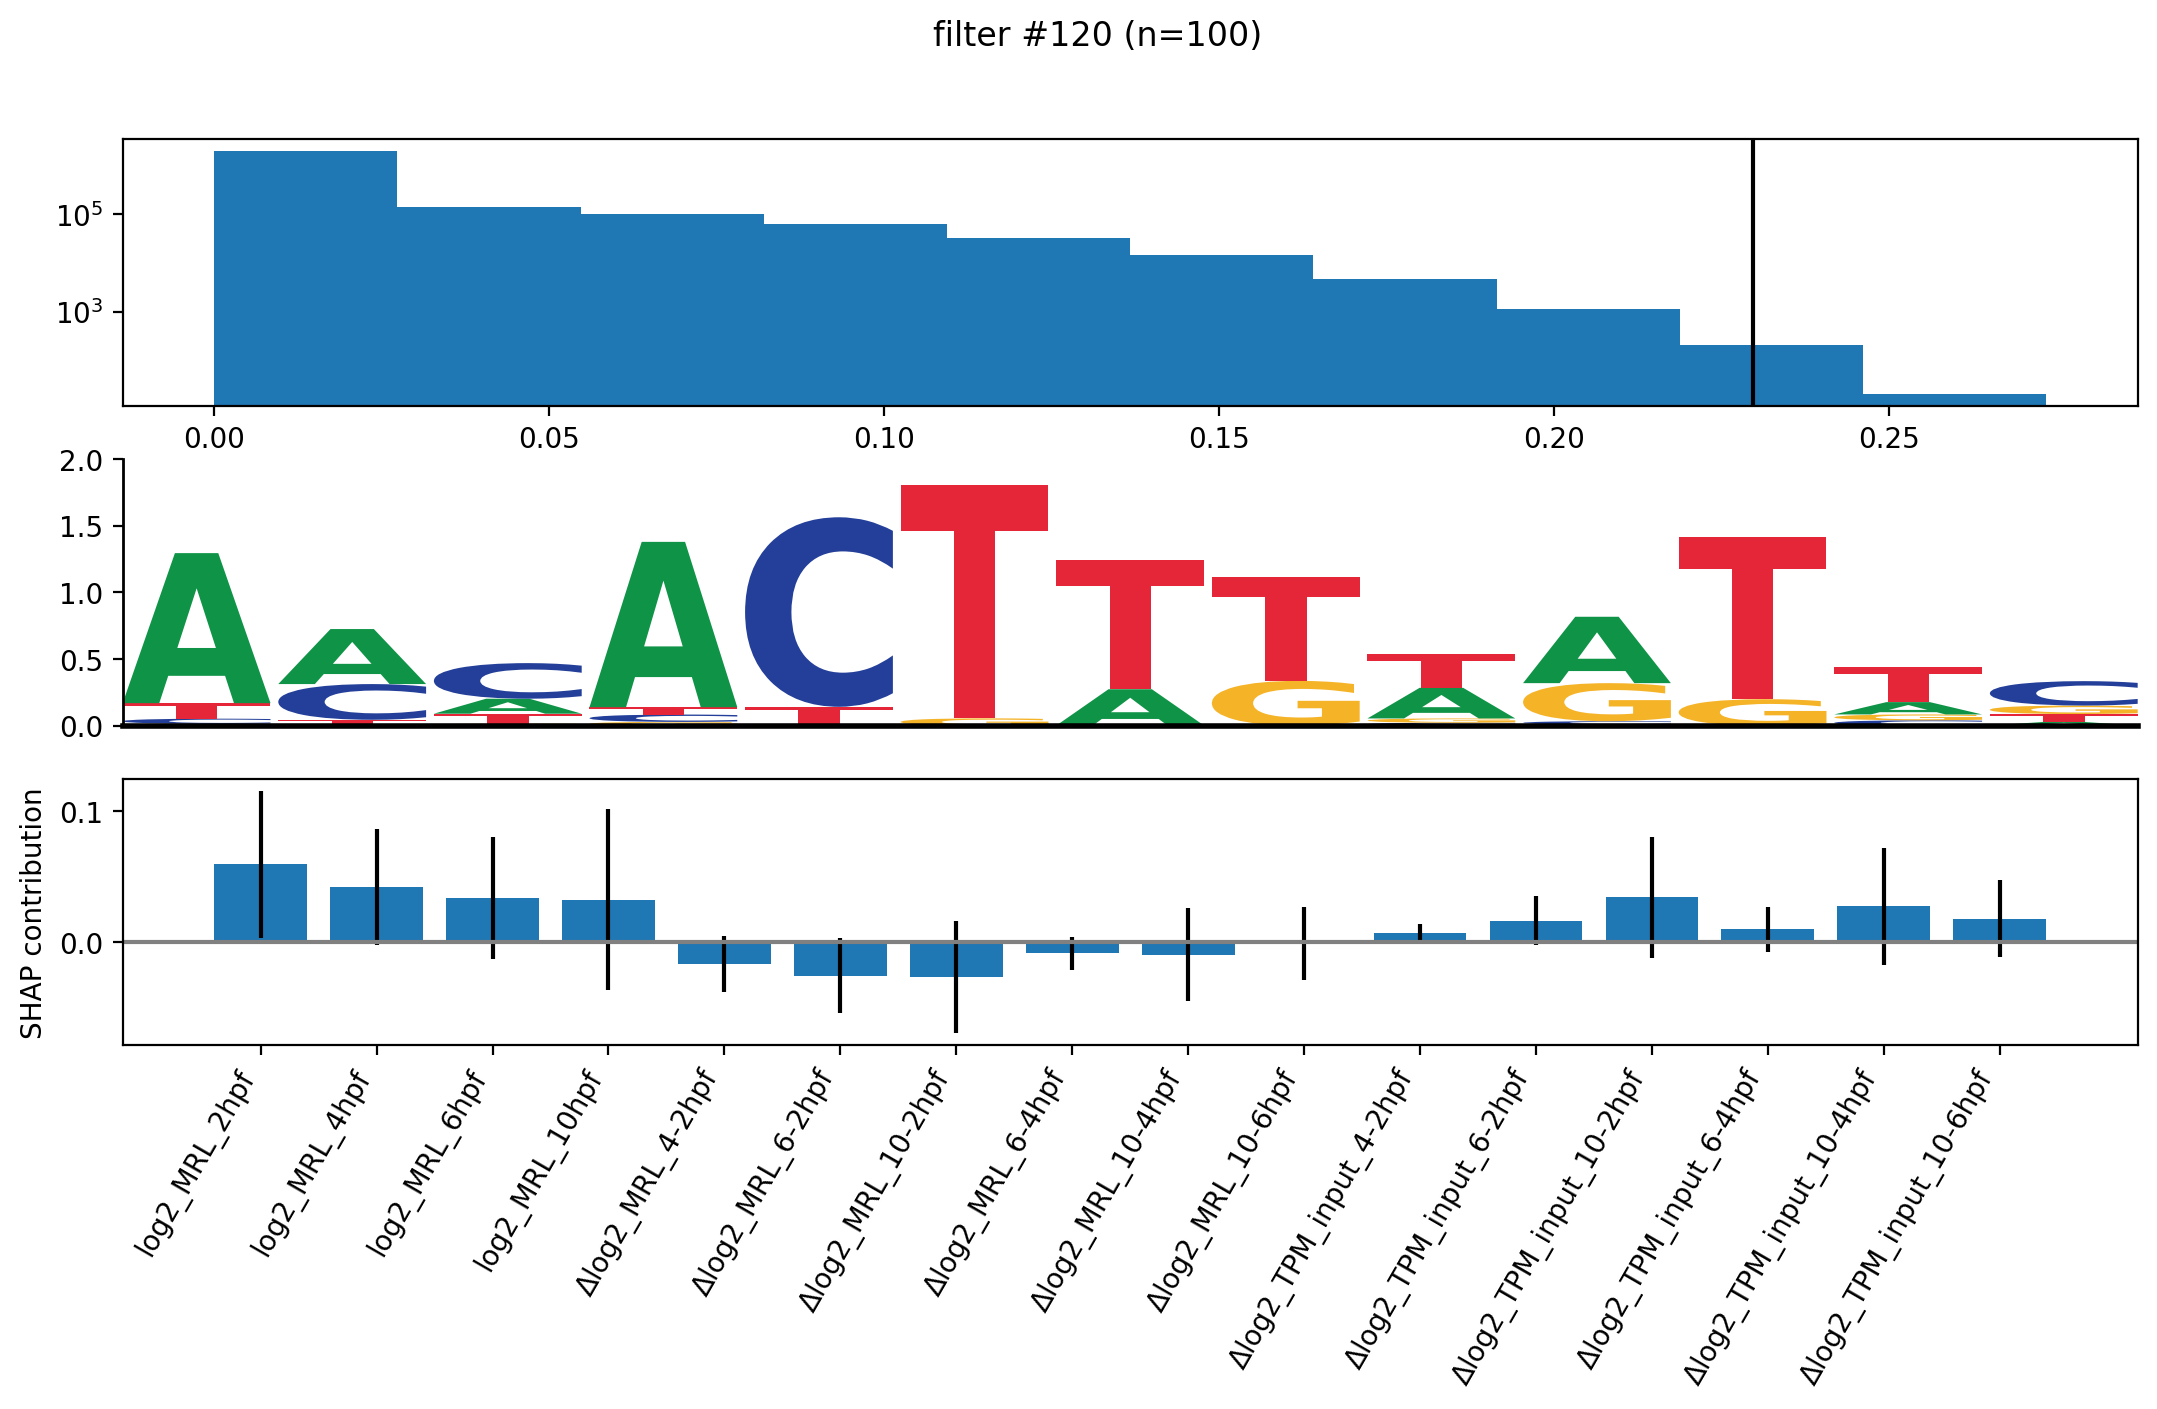 filter #120 (n=100)
10^5
10^3
0.00 0.05 0.10 0.15 0.20 0.25
2.0
1.5
1.0
0.5
0.0
A A C A C T T T T A T T C
T C A T T G A G A G G A G
C T T C G C G T
C A
SHAP contribution
0.1
0.0
log2_MRL_2hpf
log2_MRL_4hpf
log2_MRL_6hpf
log2_MRL_10hpf
Δlog2_MRL_4-2hpf
Δlog2_MRL_6-2hpf
Δlog2_MRL_10-2hpf
Δlog2_MRL_6-4hpf
Δlog2_MRL_10-4hpf
Δlog2_MRL_10-6hpf
Δlog2_TPM_input_4-2hpf
Δlog2_TPM_input_6-2hpf
Δlog2_TPM_input_10-2hpf
Δlog2_TPM_input_6-4hpf
Δlog2_TPM_input_10-4hpf
Δlog2_TPM_input_10-6hpf